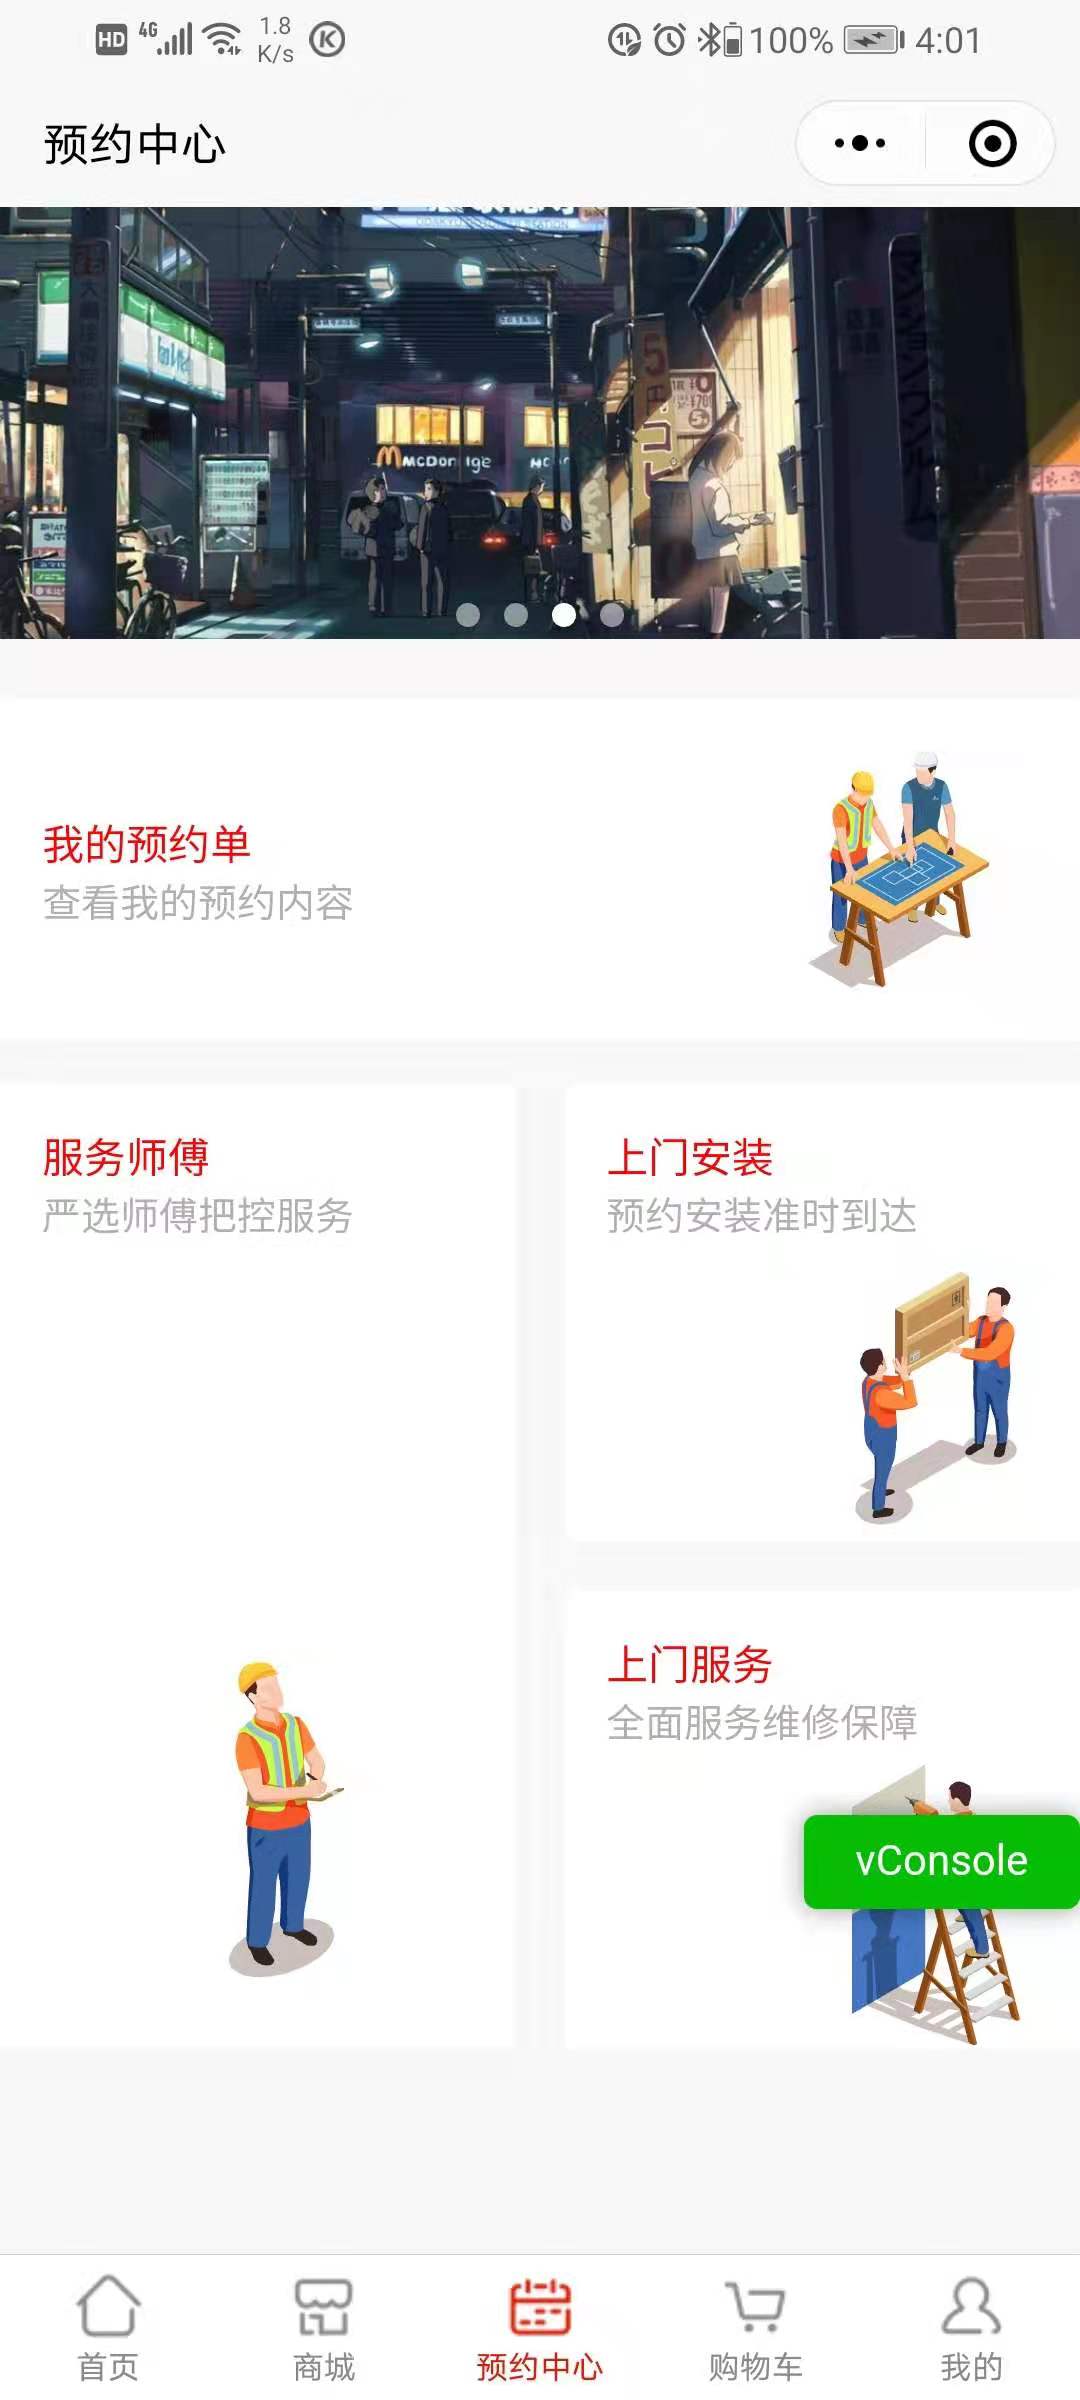 HD 4G 1.8 K/s K 100% 4:01
预约中心
McDon
我的预约单
查看我的预约内容
服务师傅
严选师傅把控服务
上门安装
预约安装准时到达
上门服务
全面服务维修保障
vConsole
首页
商城
预约中心
购物车
我的